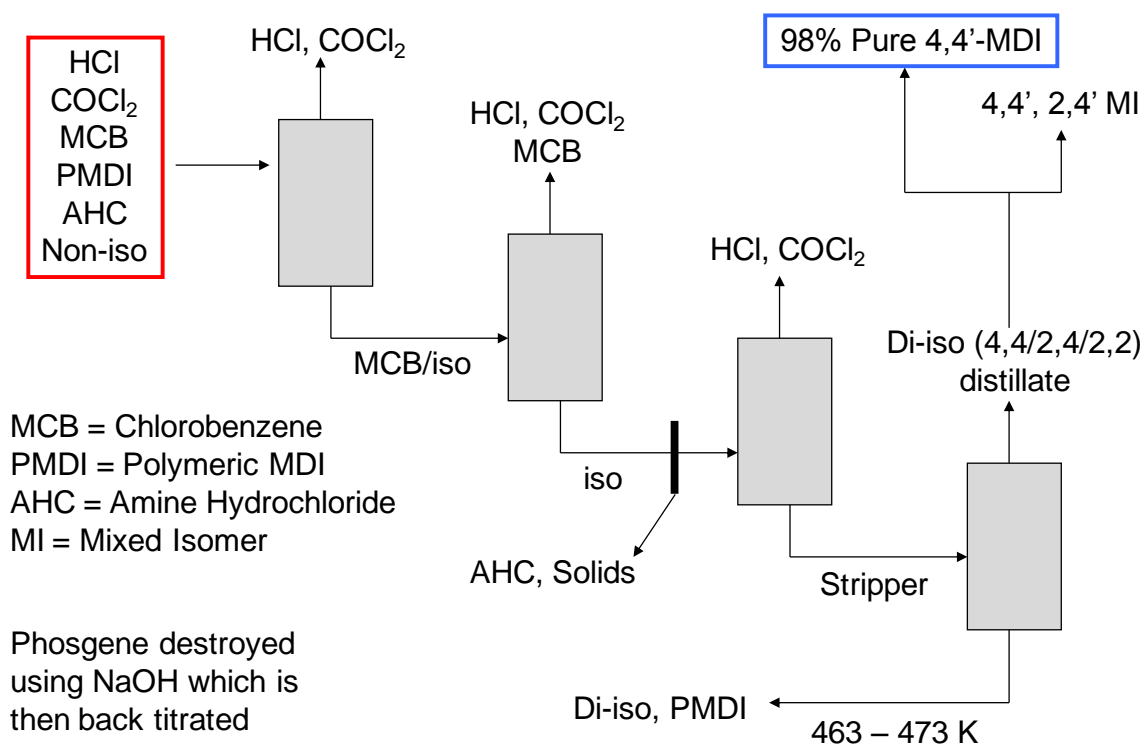 HCl
COCl₂
MCB
PMDI
AHC
Non-iso
HCl, COCl₂
HCl, COCl₂
MCB
98% Pure 4,4’-MDI
4,4’, 2,4’ MI
HCl, COCl₂
MCB/iso
Di-iso (4,4/2,4/2,2)
distillate
MCB = Chlorobenzene
PMDI = Polymeric MDI
AHC = Amine Hydrochloride
MI = Mixed Isomer
iso
AHC, Solids
Stripper
Phosgene destroyed
using NaOH which is
then back titrated
Di-iso, PMDI
463 – 473 K